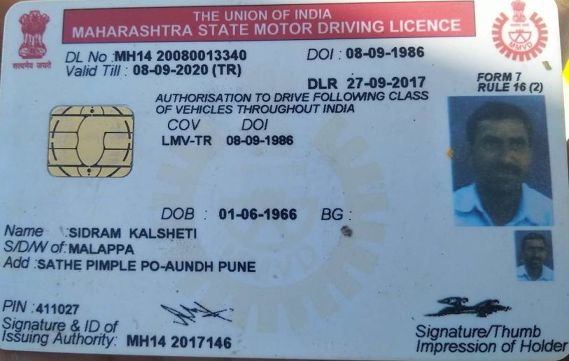 THE UNION OF INDIA
MAHARASHTRA STATE MOTOR DRIVING LICENCE
सत्यमेव जयते
MMVD
DL No : MH14 20080013340 DOI : 08-09-1986
Valid Till : 08-09-2020 (TR)
DLR 27-09-2017
FORM 7
RULE 16 (2)
AUTHORISATION TO DRIVE FOLLOWING CLASS
OF VEHICLES THROUGHOUT INDIA
COV DOI
LMV-TR 08-09-1986
DOB : 01-06-1966 BG :
Name : SIDRAM KALSHETI
S/D/W of : MALAPPA
Add : SATHE PIMPLE PO-AUNDH PUNE
PIN : 411027
Signature & ID of
Issuing Authority: MH14 2017146
Signature/Thumb
Impression of Holder